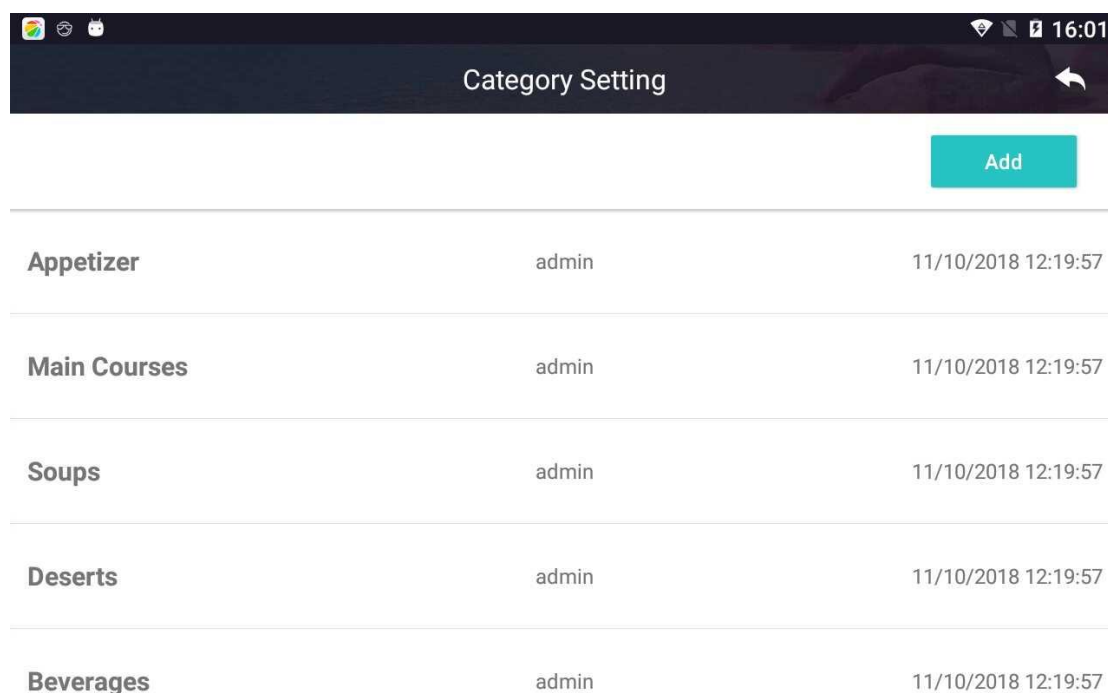 16:01
Category Setting
Add
Appetizer admin 11/10/2018 12:19:57
Main Courses admin 11/10/2018 12:19:57
Soups admin 11/10/2018 12:19:57
Deserts admin 11/10/2018 12:19:57
Beverages admin 11/10/2018 12:19:57